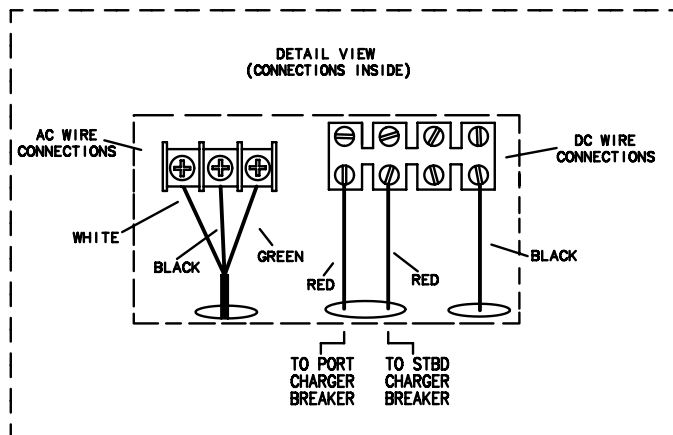 DETAIL VIEW
(CONNECTIONS INSIDE)
AC WIRE
CONNECTIONS
DC WIRE
CONNECTIONS
WHITE
BLACK
GREEN
RED
RED
BLACK
TO PORT
CHARGER
BREAKER
TO STBD
CHARGER
BREAKER